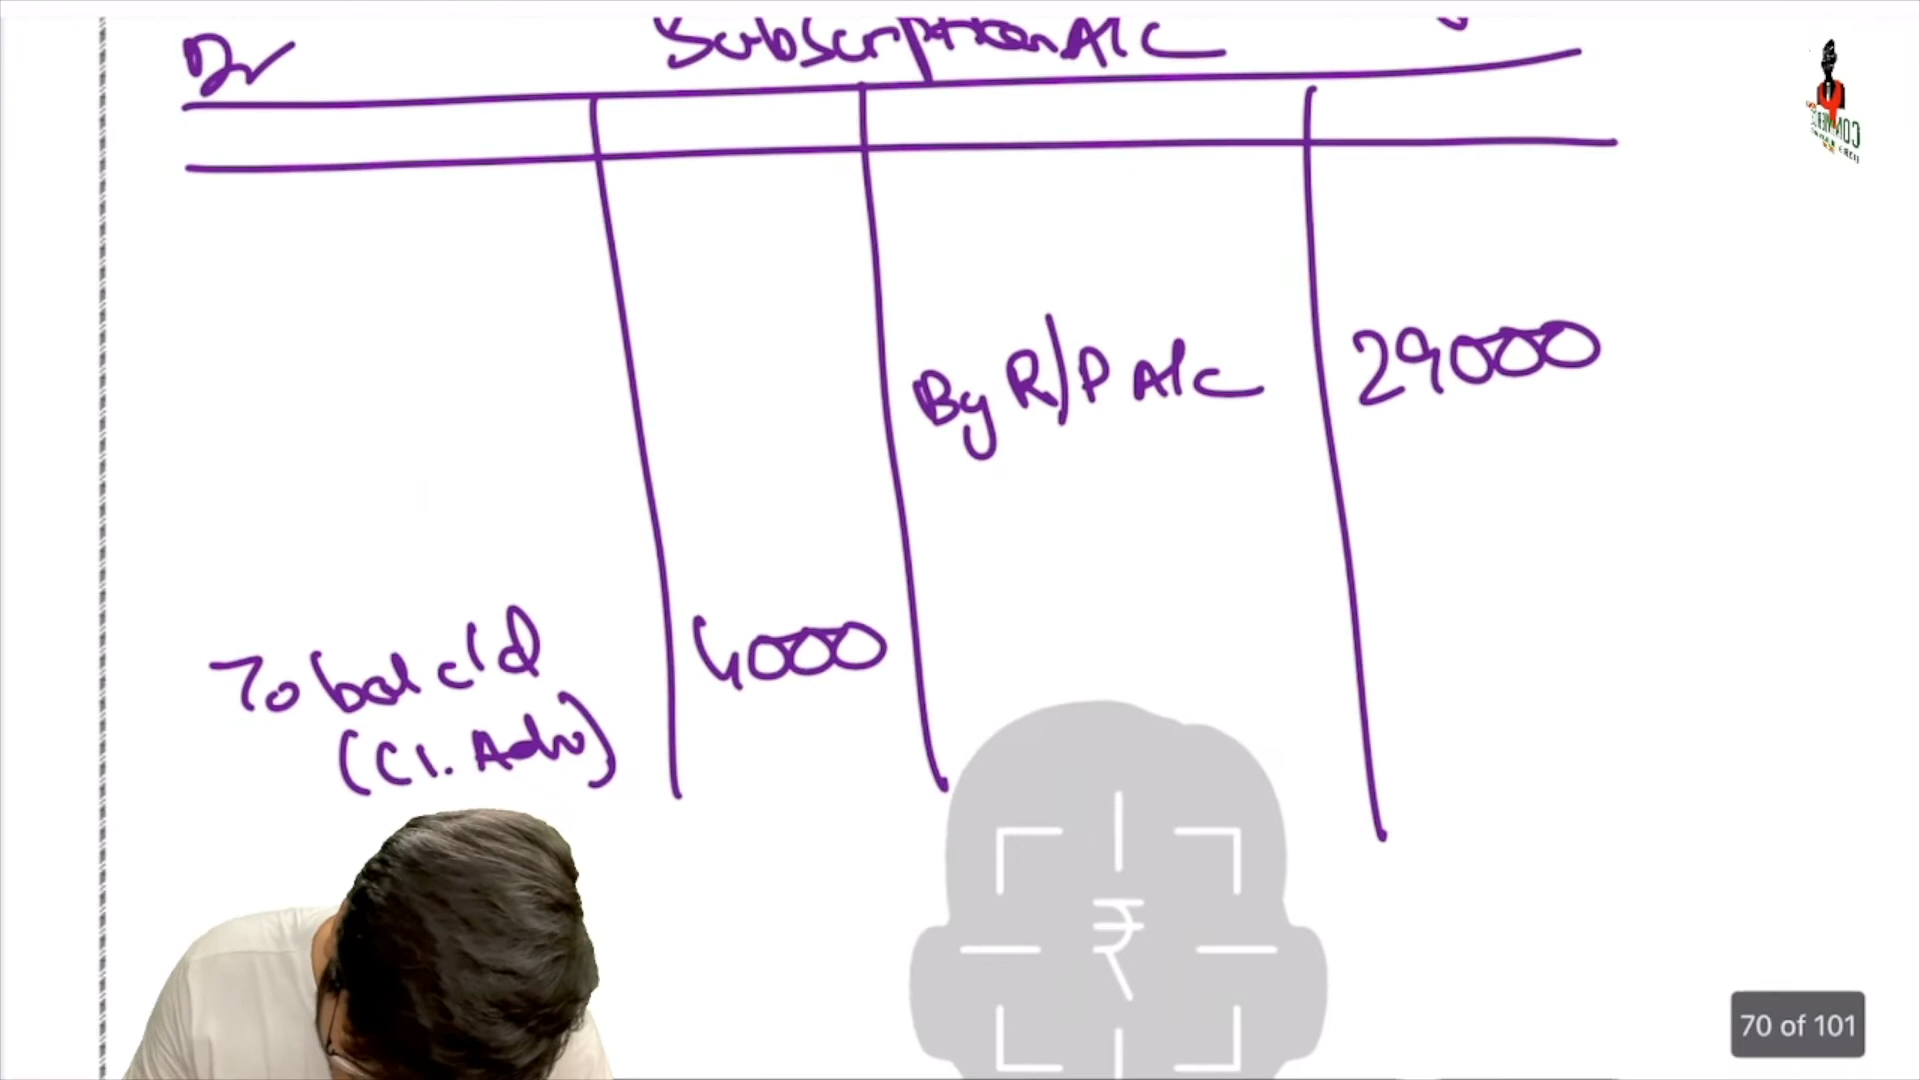 Dr Subscription A/c
By R/P A/c 29000
To bal c/d 4000
(Cl. Adv)
₹
70 of 101